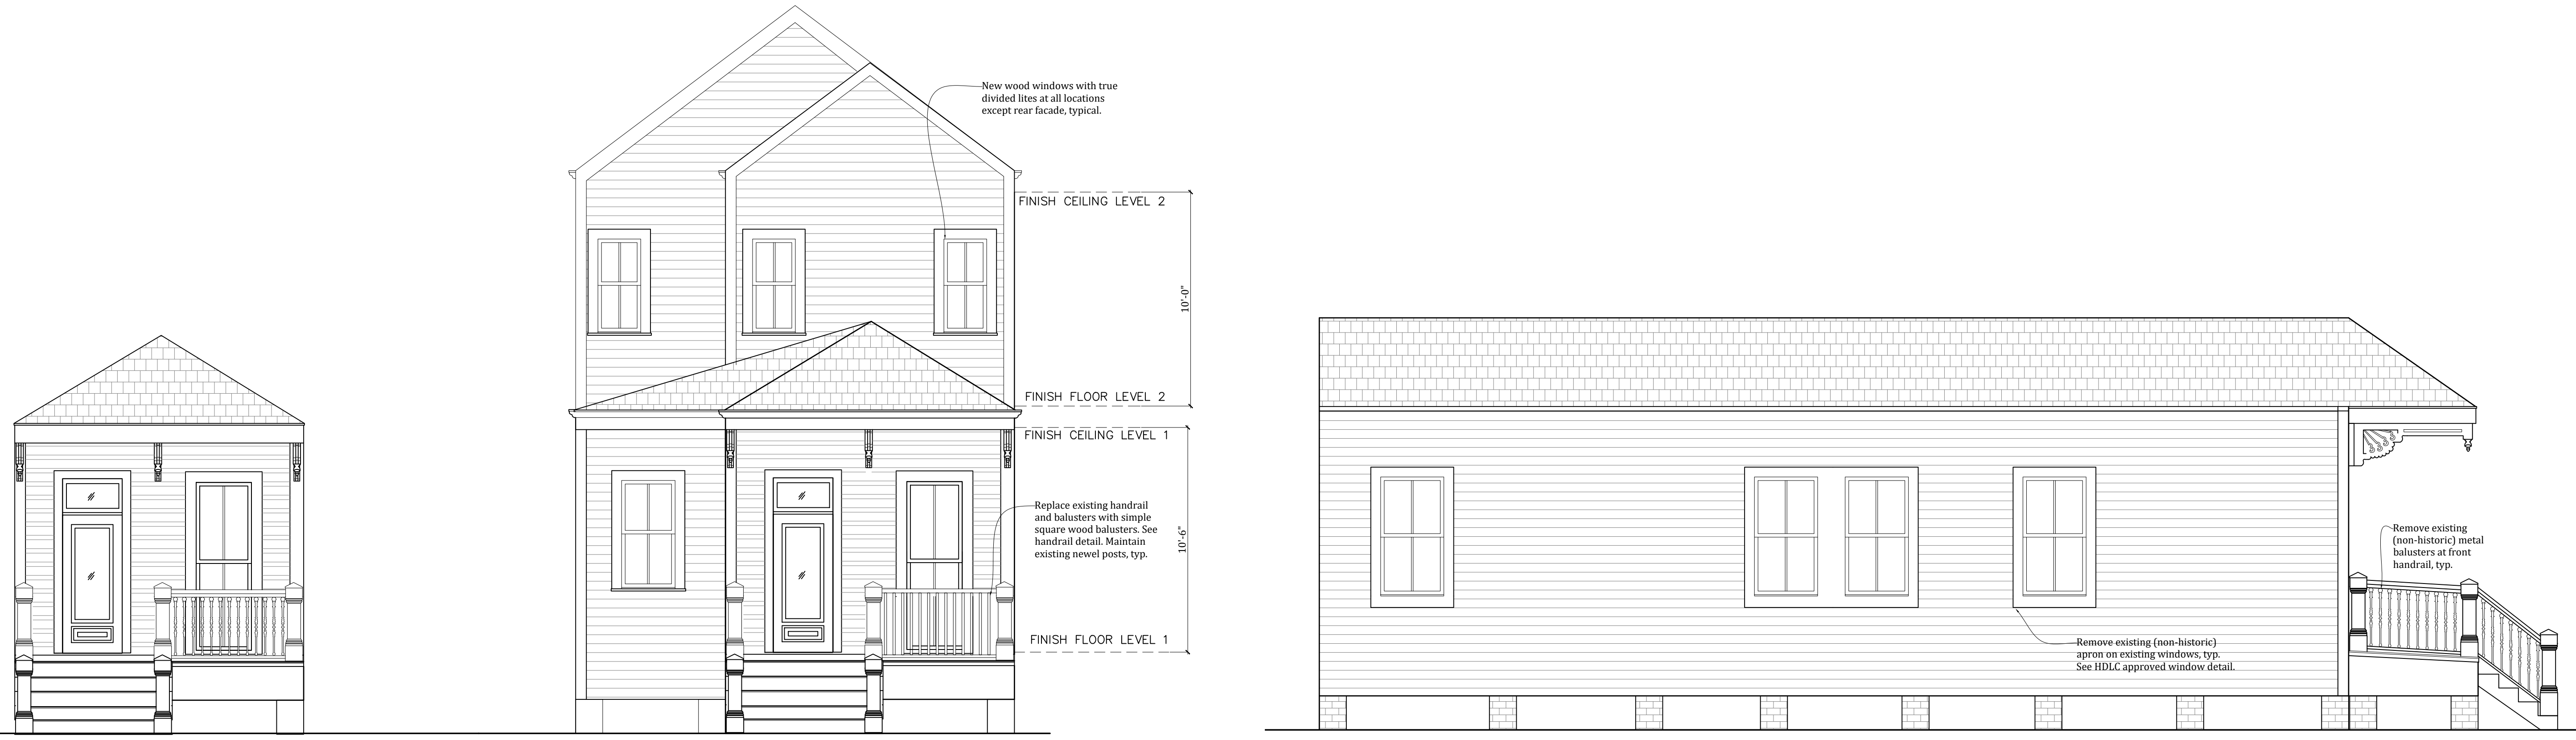 New wood windows with true
divided lites at all locations
except rear facade, typical.
FINISH CEILING LEVEL 2
10'-0"
FINISH FLOOR LEVEL 2
FINISH CEILING LEVEL 1
Replace existing handrail
and balusters with simple
square wood balusters. See
handrail detail. Maintain
existing newel posts, typ.
10'-6"
FINISH FLOOR LEVEL 1
Remove existing
(non-historic) metal
balusters at front
handrail, typ.
Remove existing (non-historic)
apron on existing windows, typ.
See HDLC approved window detail.